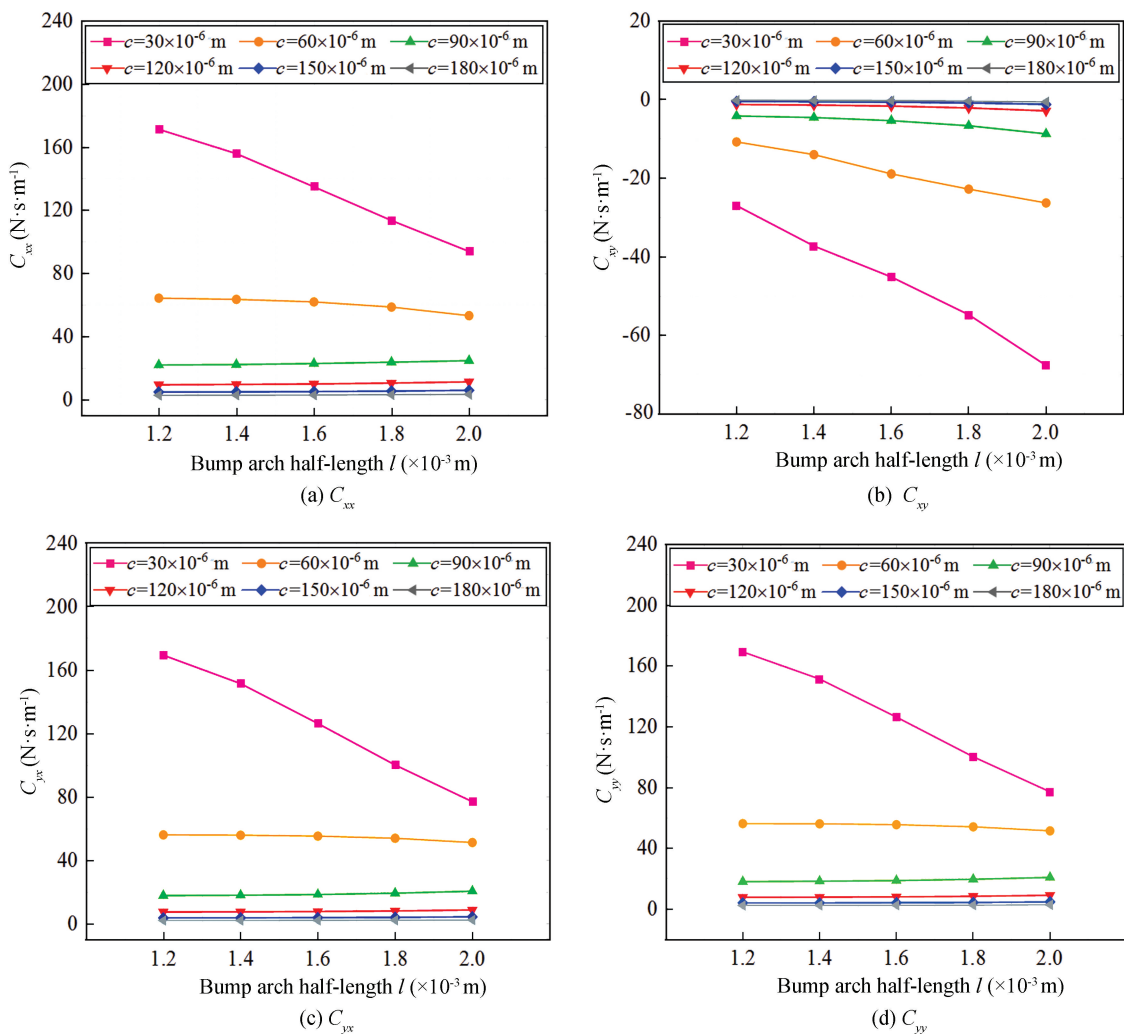 240
200
160
120
80
40
0
C_xx (N·s·m⁻¹)
c=30×10⁻⁶ m c=60×10⁻⁶ m c=90×10⁻⁶ m
c=120×10⁻⁶ m c=150×10⁻⁶ m c=180×10⁻⁶ m
1.2 1.4 1.6 1.8 2.0
Bump arch half-length l (×10⁻³ m)
(a) C_xx
20
0
-20
-40
-60
-80
C_xy (N·s·m⁻¹)
c=30×10⁻⁶ m c=60×10⁻⁶ m c=90×10⁻⁶ m
c=120×10⁻⁶ m c=150×10⁻⁶ m c=180×10⁻⁶ m
1.2 1.4 1.6 1.8 2.0
Bump arch half-length l (×10⁻³ m)
(b) C_xy
240
200
160
120
80
40
0
C_yx (N·s·m⁻¹)
c=30×10⁻⁶ m c=60×10⁻⁶ m c=90×10⁻⁶ m
c=120×10⁻⁶ m c=150×10⁻⁶ m c=180×10⁻⁶ m
1.2 1.4 1.6 1.8 2.0
Bump arch half-length l (×10⁻³ m)
(c) C_yx
240
200
160
120
80
40
0
C_yy (N·s·m⁻¹)
c=30×10⁻⁶ m c=60×10⁻⁶ m c=90×10⁻⁶ m
c=120×10⁻⁶ m c=150×10⁻⁶ m c=180×10⁻⁶ m
1.2 1.4 1.6 1.8 2.0
Bump arch half-length l (×10⁻³ m)
(d) C_yy